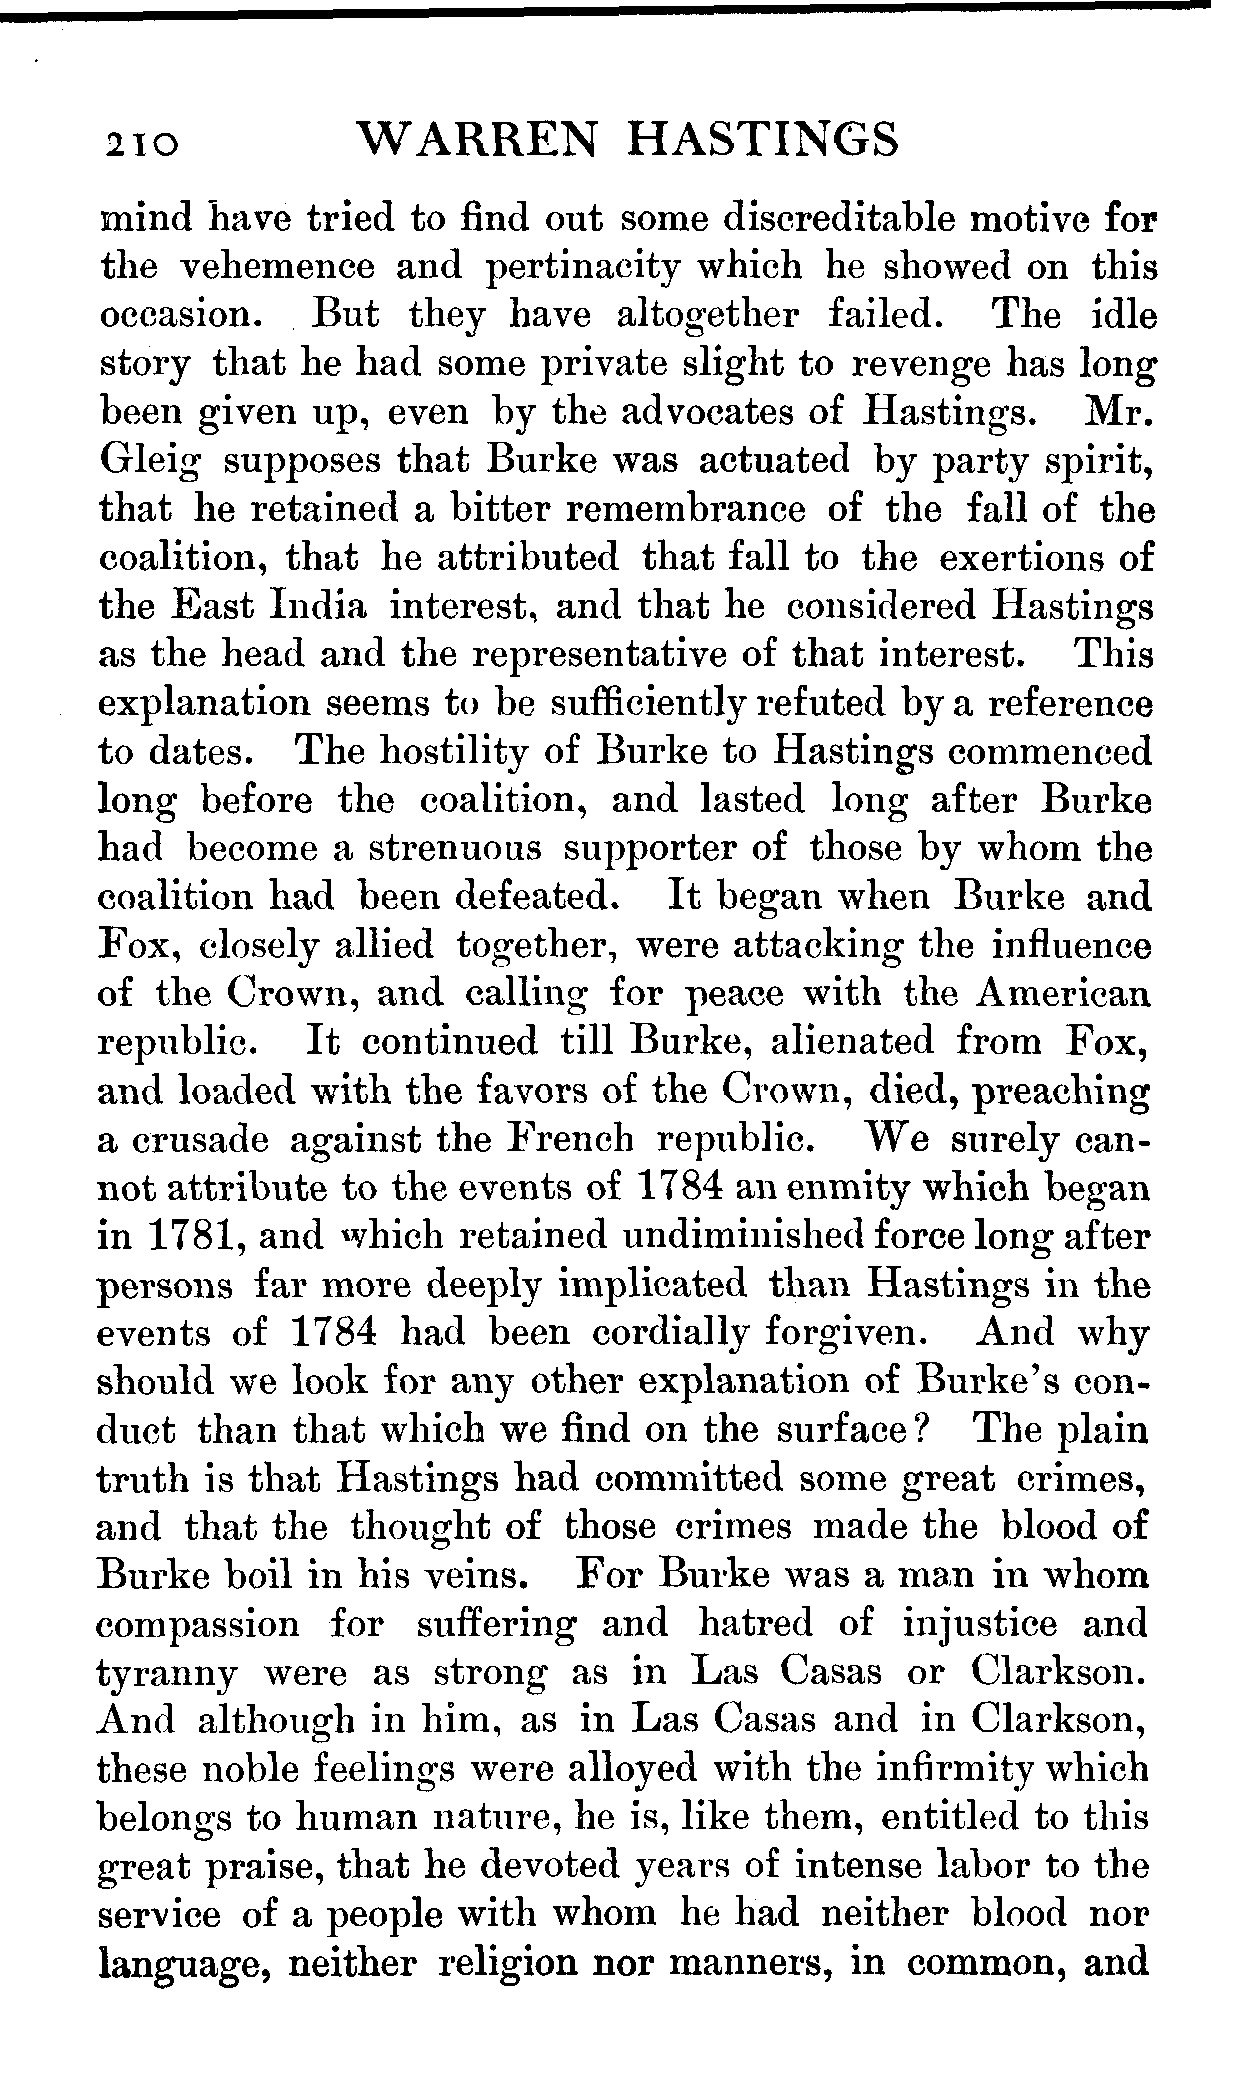 210 WARREN HASTINGS
mind have tried to find out some discreditable motive for
the vehemence and pertinacity which he showed on this
occasion. But they have altogether failed. The idle
story that he had some private slight to revenge has long
been given up, even by the advocates of Hastings. Mr.
Gleig supposes that Burke was actuated by party spirit,
that he retained a bitter remembrance of the fall of the
coalition, that he attributed that fall to the exertions of
the East India interest, and that he considered Hastings
as the head and the representative of that interest. This
explanation seems to be sufficiently refuted by a reference
to dates. The hostility of Burke to Hastings commenced
long before the coalition, and lasted long after Burke
had become a strenuous supporter of those by whom the
coalition had been defeated. It began when Burke and
Fox, closely allied together, were attacking the influence
of the Crown, and calling for peace with the American
republic. It continued till Burke, alienated from Fox,
and loaded with the favors of the Crown, died, preaching
a crusade against the French republic. We surely can-
not attribute to the events of 1784 an enmity which began
in 1781, and which retained undiminished force long after
persons far more deeply implicated than Hastings in the
events of 1784 had been cordially forgiven. And why
should we look for any other explanation of Burke's con-
duct than that which we find on the surface? The plain
truth is that Hastings had committed some great crimes,
and that the thought of those crimes made the blood of
Burke boil in his veins. For Burke was a man in whom
compassion for suffering and hatred of injustice and
tyranny were as strong as in Las Casas or Clarkson.
And although in him, as in Las Casas and in Clarkson,
these noble feelings were alloyed with the infirmity which
belongs to human nature, he is, like them, entitled to this
great praise, that he devoted years of intense labor to the
service of a people with whom he had neither blood nor
language, neither religion nor manners, in common, and